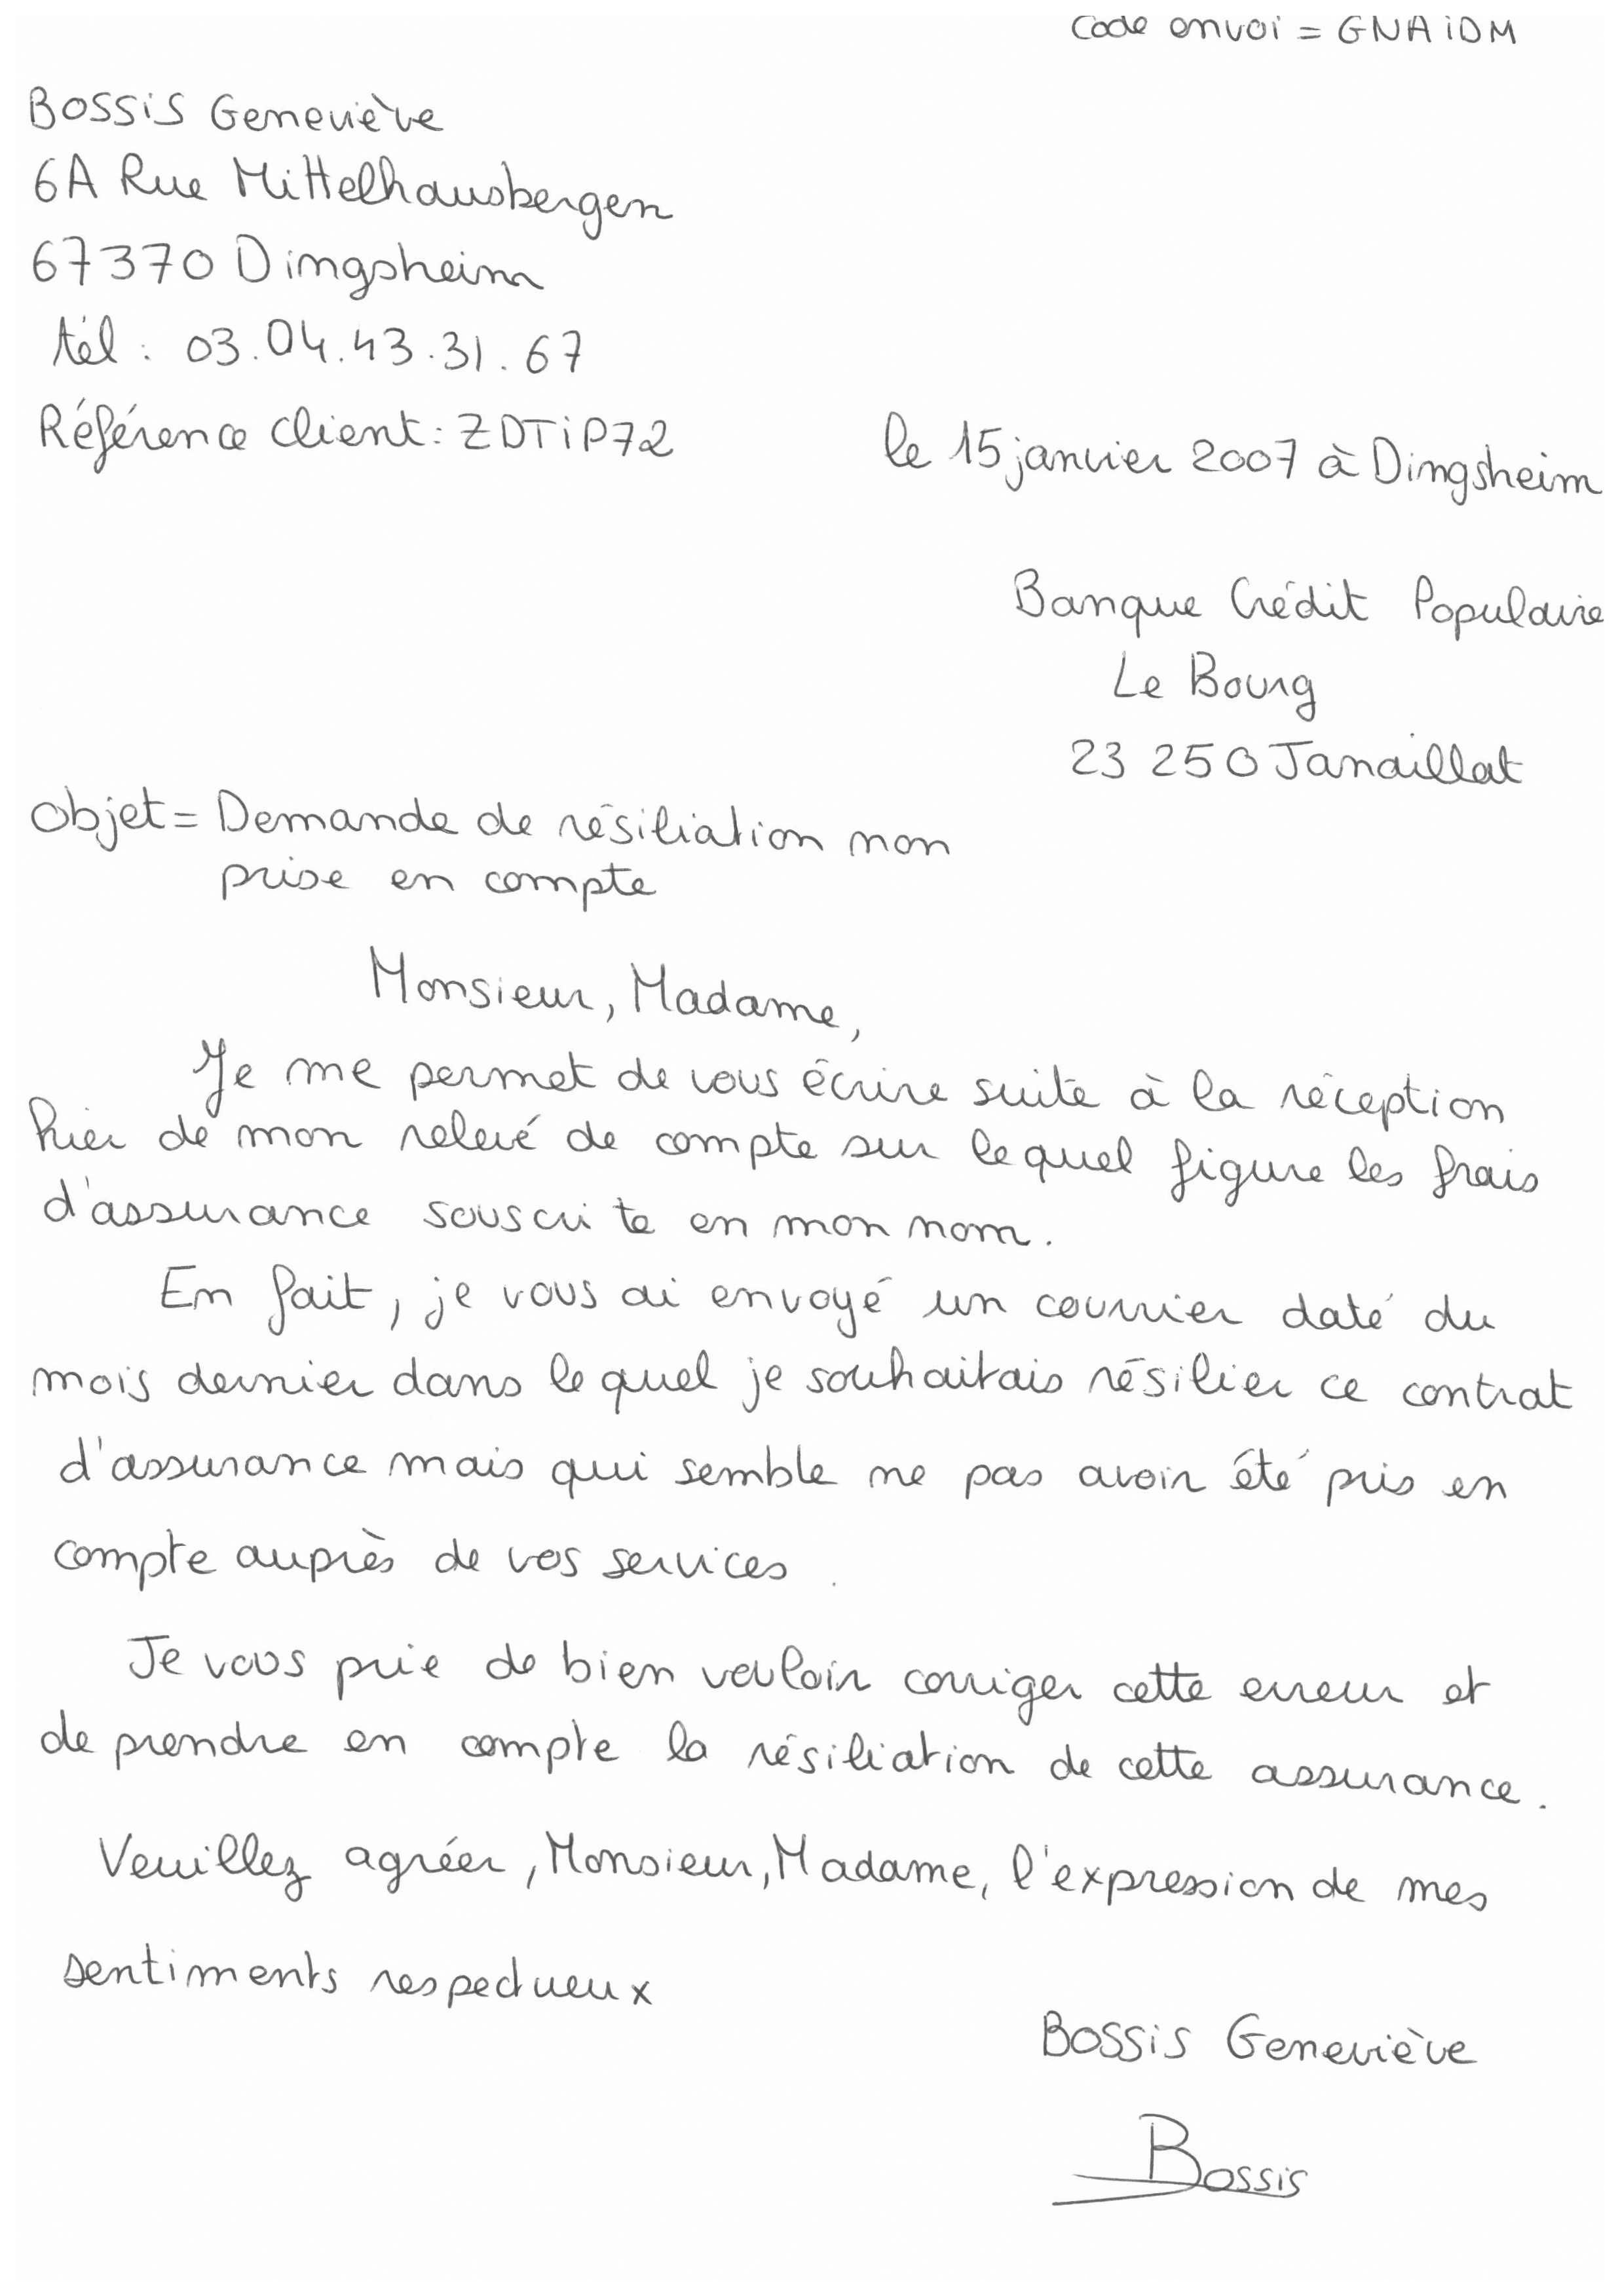 Code envoi = GNAiDM
BOSSiS Geneviève
6A Rue Mittelhausbergen
67370 Dingsheim
tél : 03.04.43.31.67
Référence client : ZDTiP72
le 15 janvier 2007 à Dingsheim
Banque Crédit Populaire
Le Bourg
23 250 Janaillat
objet = Demande de résiliation non
prise en compte
Monsieur, Madame,
Je me permet de vous écrire suite à la réception
hier de mon relevé de compte sur lequel figure les frais
d'assurance souscrite en mon nom.
En fait, je vous ai envoyé un courrier daté du
mois dernier dans lequel je souhaitais résilier ce contrat
d'assurance mais qui semble ne pas avoir été pris en
compte auprès de vos services.
Je vous prie de bien vouloir corriger cette erreur et
de prendre en compte la résiliation de cette assurance.
Veuillez agréer, Monsieur, Madame, l'expression de mes
sentiments respectueux
BOSSiS Geneviève
Bossis